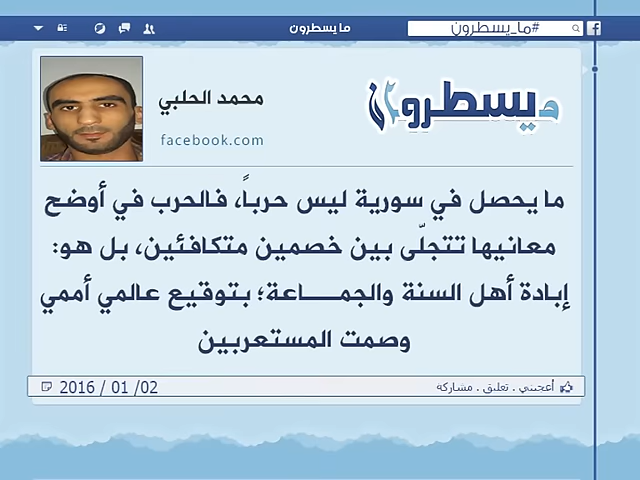 ما يسطرون
#ما_يسطرون
f
ما يسطرون
محمد الحلبي
facebook.com
ما يحصل في سورية ليس حرباً، فالحرب في أوضح
معانيها تتجلّى بين خصمين متكافئين، بل هو:
إبادة أهل السنة والجمـــــاعة؛ بتوقيع عالمي أممي
وصمت المستعربين
أعجبني . تعليق . مشاركه
2016 / 01 /02